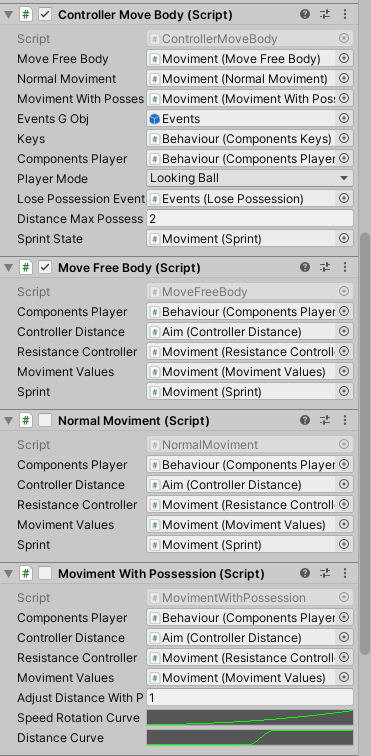 # Controller Move Body (Script)
Script # ControllerMoveBody
Move Free Body # Moviment (Move Free Body)
Normal Moviment # Moviment (Normal Moviment)
Moviment With Posses # Moviment (Moviment With Poss
Events G Obj Events
Keys # Behaviour (Components Keys)
Components Player # Behaviour (Components Player
Player Mode Looking Ball
Lose Possession Event # Events (Lose Possession)
Distance Max Possess 2
Sprint State # Moviment (Sprint)
# Move Free Body (Script)
Script # MoveFreeBody
Components Player # Behaviour (Components Player
Controller Distance # Aim (Controller Distance)
Resistance Controller # Moviment (Resistance Controll
Moviment Values # Moviment (Moviment Values)
Sprint # Moviment (Sprint)
# Normal Moviment (Script)
Script # NormalMoviment
Components Player # Behaviour (Components Player
Controller Distance # Aim (Controller Distance)
Resistance Controller # Moviment (Resistance Controll
Moviment Values # Moviment (Moviment Values)
Sprint # Moviment (Sprint)
# Moviment With Possession (Script)
Script # MovimentWithPossession
Components Player # Behaviour (Components Player
Controller Distance # Aim (Controller Distance)
Resistance Controller # Moviment (Resistance Controll
Moviment Values # Moviment (Moviment Values)
Adjust Distance With P 1
Speed Rotation Curve
Distance Curve